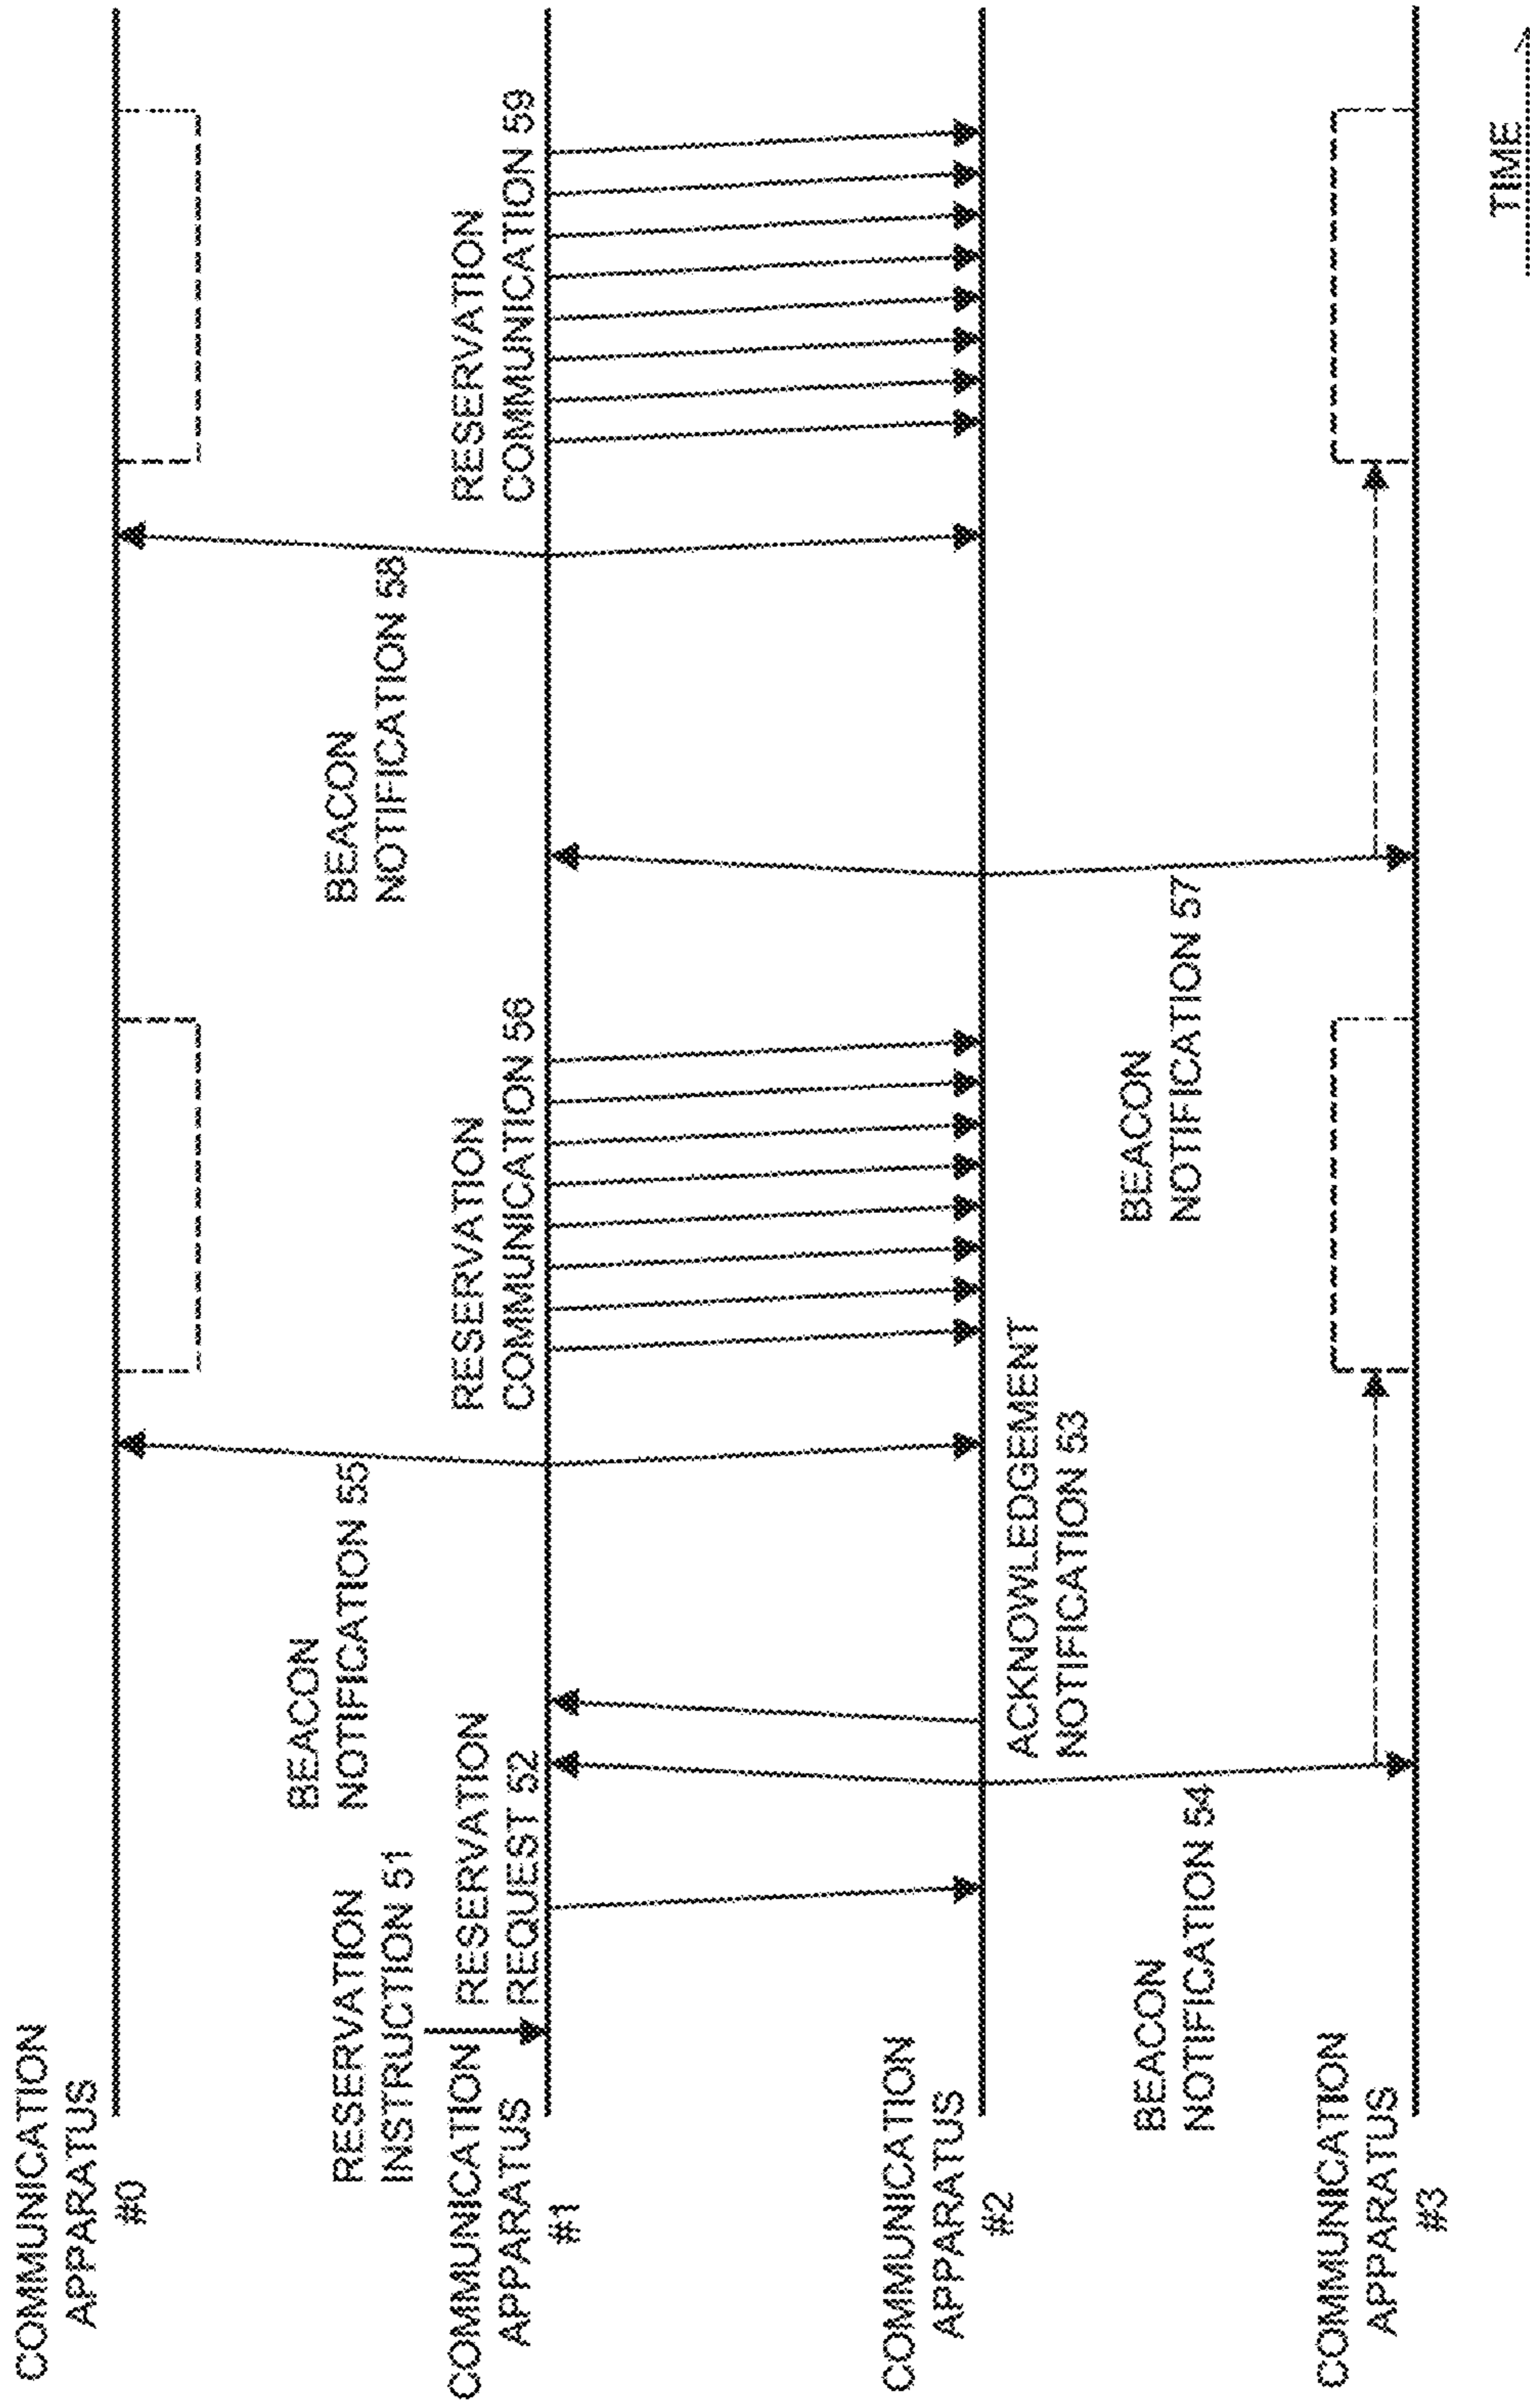 COMMUNICATION
APPARATUS
#0
BEACON
NOTIFICATION 55
BEACON
NOTIFICATION 58
RESERVATION
INSTRUCTION 51
COMMUNICATION
APPARATUS
#1
RESERVATION
REQUEST 52
RESERVATION
COMMUNICATION 56
RESERVATION
COMMUNICATION 59
COMMUNICATION
APPARATUS
#2
ACKNOWLEDGEMENT
NOTIFICATION 53
BEACON
NOTIFICATION 54
BEACON
NOTIFICATION 57
COMMUNICATION
APPARATUS
#3
TIME